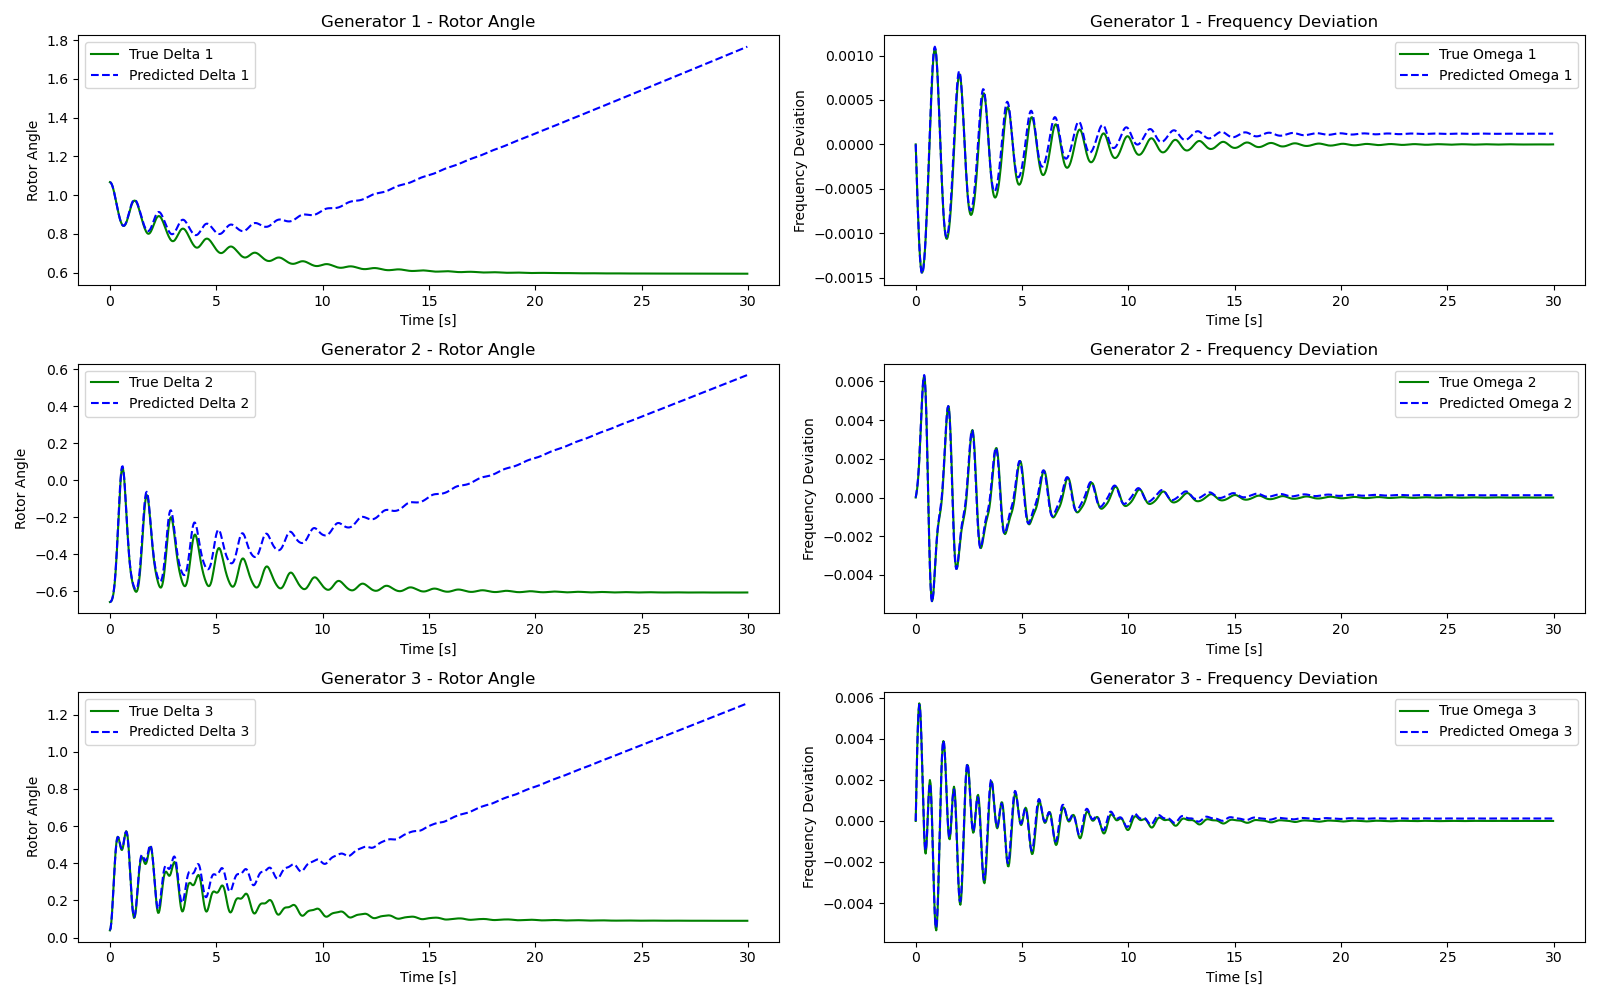 Generator 1 - Rotor Angle
True Delta 1
Predicted Delta 1
Rotor Angle
1.8
1.6
1.4
1.2
1.0
0.8
0.6
0 5 10 15 20 25 30
Time [s]
Generator 1 - Frequency Deviation
True Omega 1
Predicted Omega 1
Frequency Deviation
0.0010
0.0005
0.0000
−0.0005
−0.0010
−0.0015
0 5 10 15 20 25 30
Time [s]
Generator 2 - Rotor Angle
True Delta 2
Predicted Delta 2
Rotor Angle
0.6
0.4
0.2
0.0
−0.2
−0.4
−0.6
0 5 10 15 20 25 30
Time [s]
Generator 2 - Frequency Deviation
True Omega 2
Predicted Omega 2
Frequency Deviation
0.006
0.004
0.002
0.000
−0.002
−0.004
0 5 10 15 20 25 30
Time [s]
Generator 3 - Rotor Angle
True Delta 3
Predicted Delta 3
Rotor Angle
1.2
1.0
0.8
0.6
0.4
0.2
0.0
0 5 10 15 20 25 30
Time [s]
Generator 3 - Frequency Deviation
True Omega 3
Predicted Omega 3
Frequency Deviation
0.006
0.004
0.002
0.000
−0.002
−0.004
0 5 10 15 20 25 30
Time [s]